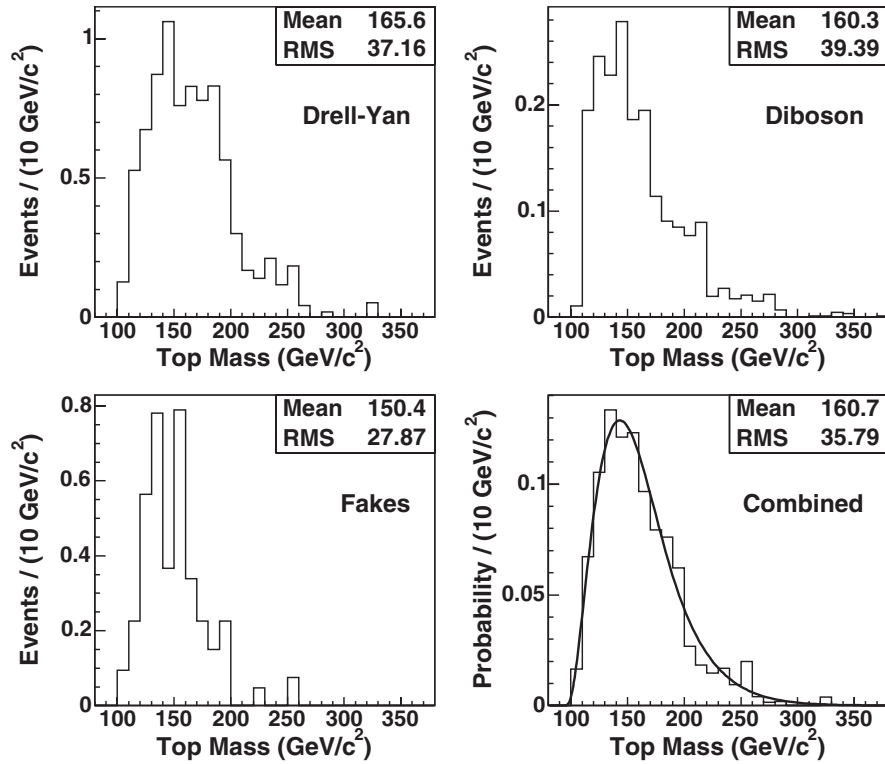 Mean 165.6
RMS 37.16
Drell-Yan
Events / (10 GeV/c²)
1
0.5
0
100 150 200 250 300 350
Top Mass (GeV/c²)
Mean 160.3
RMS 39.39
Diboson
Events / (10 GeV/c²)
0.2
0.1
0
100 150 200 250 300 350
Top Mass (GeV/c²)
Mean 150.4
RMS 27.87
Fakes
Events / (10 GeV/c²)
0.8
0.6
0.4
0.2
0
100 150 200 250 300 350
Top Mass (GeV/c²)
Mean 160.7
RMS 35.79
Combined
Probability / (10 GeV/c²)
0.1
0.05
0
100 150 200 250 300 350
Top Mass (GeV/c²)